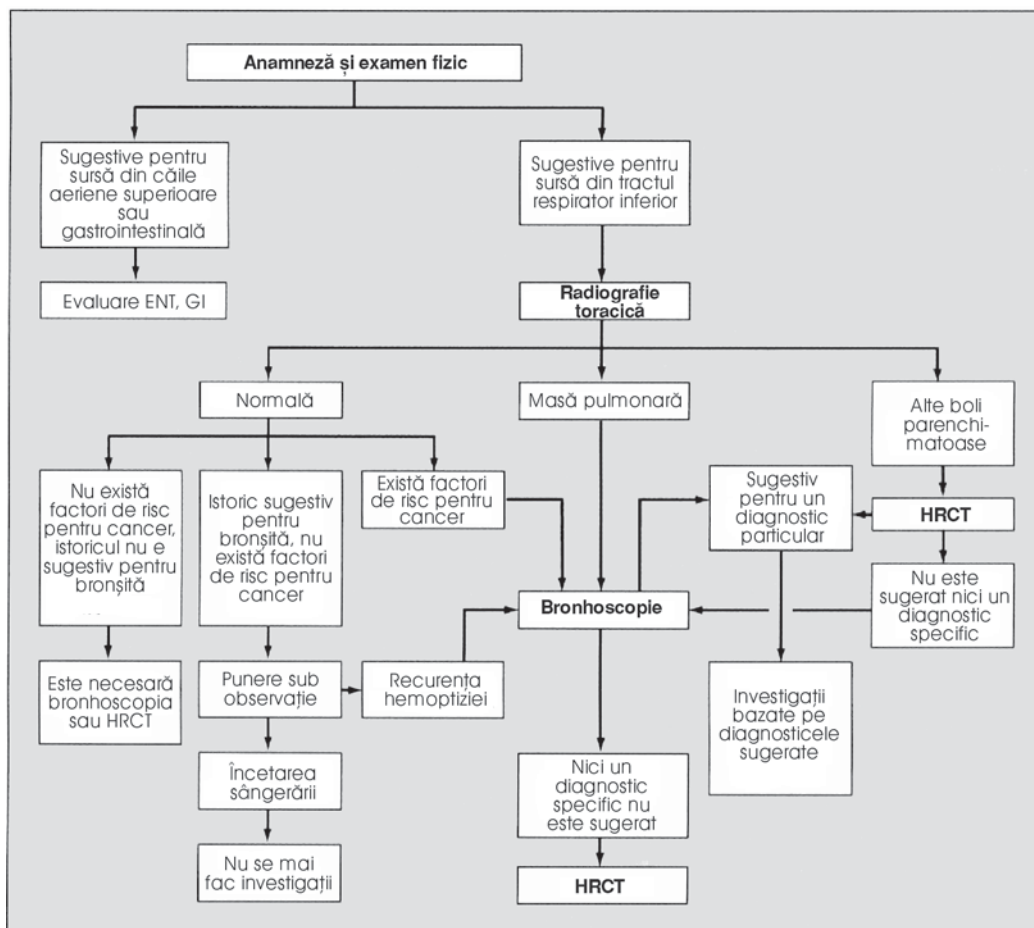 Anamneză și examen fizic
Sugestive pentru
sursă din căile
aeriene superioare
sau
gastrointestinală
Sugestive pentru
sursă din tractul
respirator inferior
Evaluare ENT, GI
Radiografie
toracică
Normală
Masă pulmonară
Alte boli
parenchi-
matoase
Nu există
factori de risc
pentru cancer,
istoricul nu e
sugestiv pentru
bronșită
Istoric sugestiv
pentru
bronșită, nu
există factori
de risc pentru
cancer
Există factori
de risc pentru
cancer
Sugestiv
pentru un
diagnostic
particular
HRCT
Bronhoscopie
Nu este
sugerat nici un
diagnostic
specific
Este necesară
bronhoscopia
sau HRCT
Punere sub
observație
Recurența
hemoptiziei
Investigații
bazate pe
diagnosticele
sugerate
Încetarea
sângerării
Nici un
diagnostic
specific nu
este sugerat
Nu se mai
fac investigații
HRCT